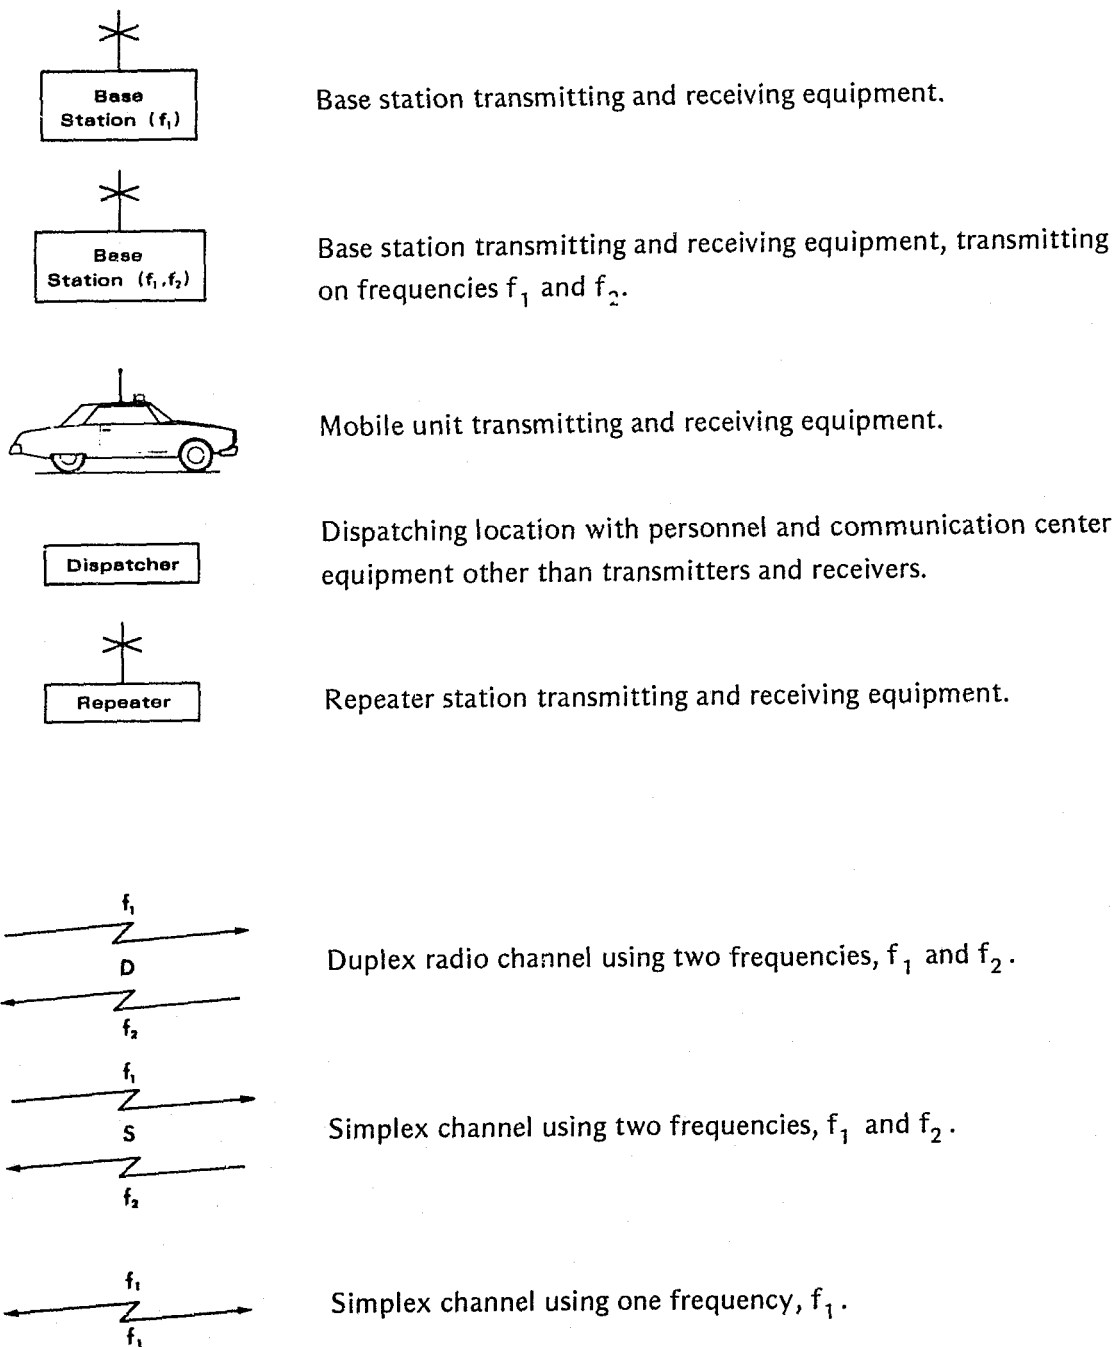 Base
Station (f₁)
Base station transmitting and receiving equipment.
Base
Station (f₁,f₂)
Base station transmitting and receiving equipment, transmitting
on frequencies f₁ and f₂.
Mobile unit transmitting and receiving equipment.
Dispatcher
Dispatching location with personnel and communication center
equipment other than transmitters and receivers.
Repeater
Repeater station transmitting and receiving equipment.
f₁
D
f₂
Duplex radio channel using two frequencies, f₁ and f₂.
f₁
S
f₂
Simplex channel using two frequencies, f₁ and f₂.
f₁
f₁
Simplex channel using one frequency, f₁.